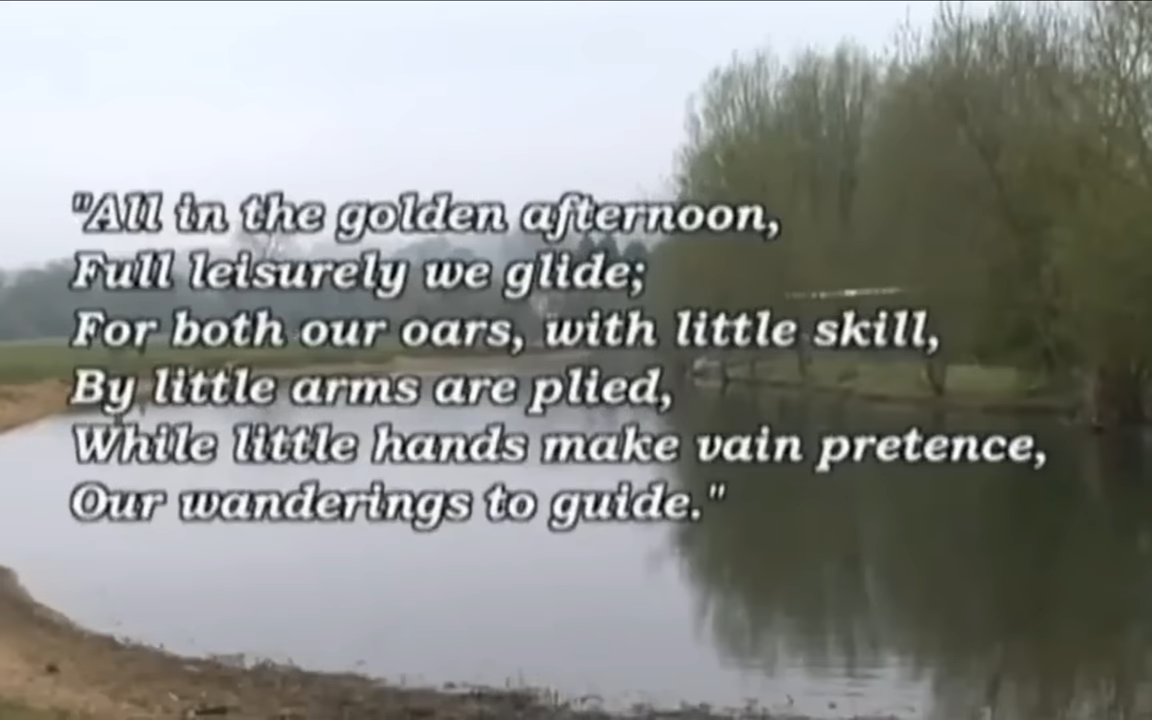 "All in the golden afternoon,
Full leisurely we glide;
For both our oars, with little skill,
By little arms are plied,
While little hands make vain pretence,
Our wanderings to guide."